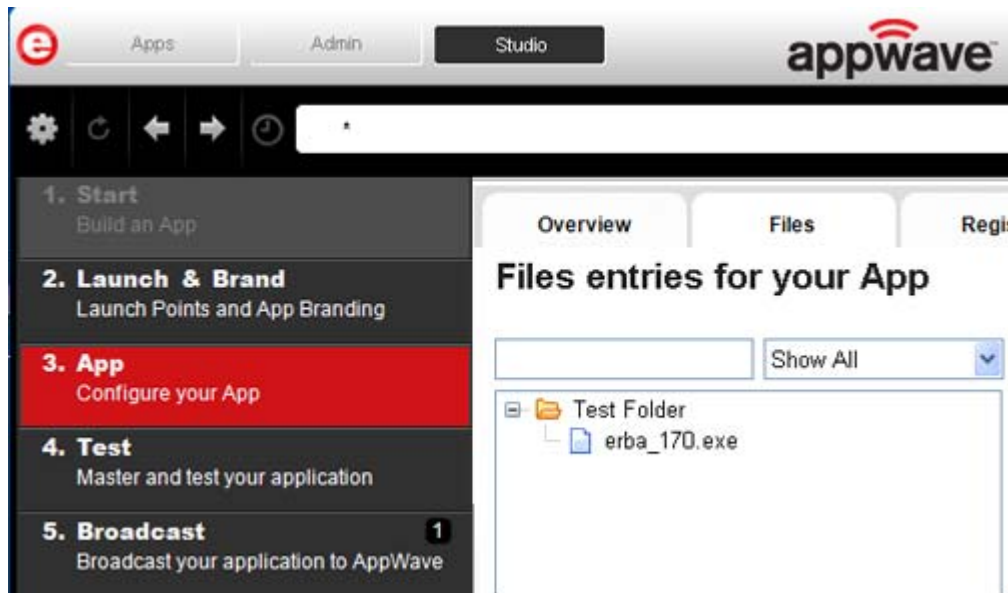 e Apps Admin Studio appwave
*
1. Start
Build an App
2. Launch & Brand
Launch Points and App Branding
3. App
Configure your App
4. Test
Master and test your application
5. Broadcast 1
Broadcast your application to AppWave
Overview Files Regis
Files entries for your App
Show All
Test Folder
erba_170.exe